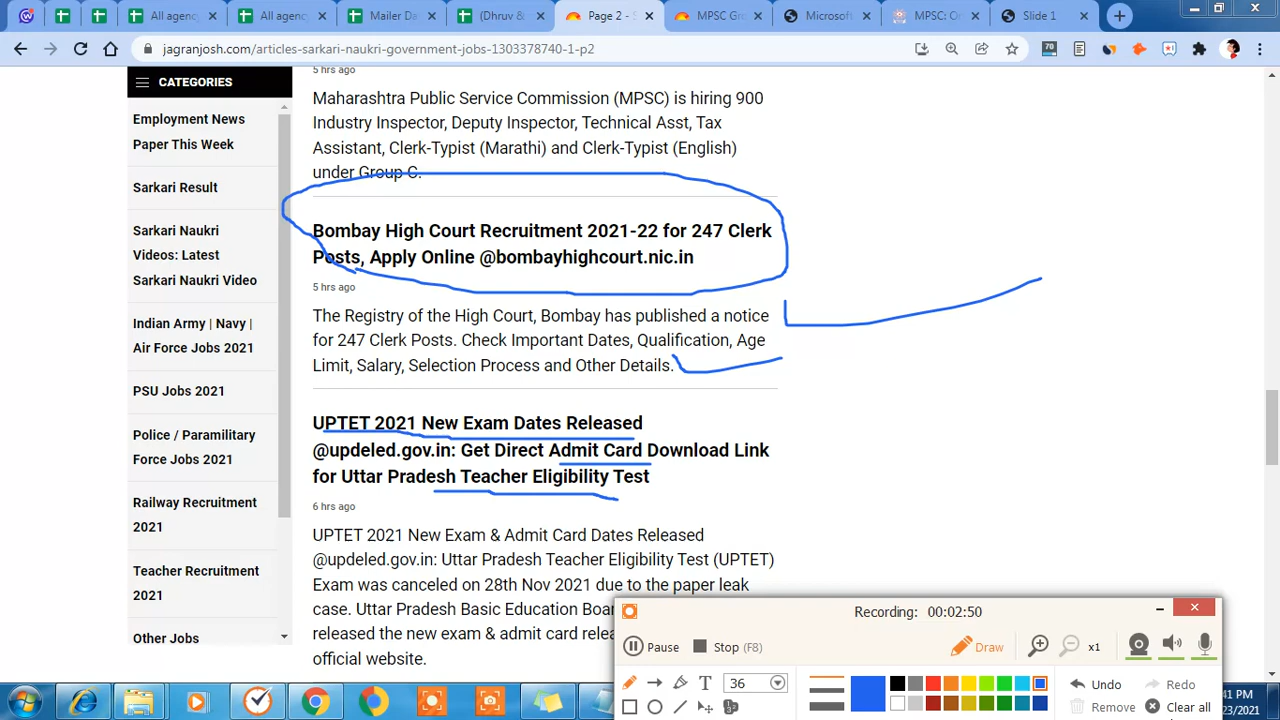 All agency
All agency
Mailer Da
(Dhruv &
Page 2 - S
MPSC Gro
Microsoft
MPSC: Ce
Slide 1
jagranjosh.com/articles-sarkari-naukri-government-jobs-1303378740-1-p2
70
CATEGORIES
Employment News
Paper This Week
Sarkari Result
Sarkari Naukri
Videos: Latest
Sarkari Naukri Video
Indian Army | Navy |
Air Force Jobs 2021
PSU Jobs 2021
Police / Paramilitary
Force Jobs 2021
Railway Recruitment
2021
Teacher Recruitment
2021
Other Jobs
5 hrs ago
Maharashtra Public Service Commission (MPSC) is hiring 900
Industry Inspector, Deputy Inspector, Technical Asst, Tax
Assistant, Clerk-Typist (Marathi) and Clerk-Typist (English)
under Group C.
Bombay High Court Recruitment 2021-22 for 247 Clerk
Posts, Apply Online @bombayhighcourt.nic.in
5 hrs ago
The Registry of the High Court, Bombay has published a notice
for 247 Clerk Posts. Check Important Dates, Qualification, Age
Limit, Salary, Selection Process and Other Details.
UPTET 2021 New Exam Dates Released
@updeled.gov.in: Get Direct Admit Card Download Link
for Uttar Pradesh Teacher Eligibility Test
6 hrs ago
UPTET 2021 New Exam & Admit Card Dates Released
@updeled.gov.in: Uttar Pradesh Teacher Eligibility Test (UPTET)
Exam was canceled on 28th Nov 2021 due to the paper leak
case. Uttar Pradesh Basic Education Boar
released the new exam & admit card relea
official website.
Recording: 00:02:50
Pause
Stop (F8)
Draw
x1
T
36
Undo
Redo
Remove
Clear all
41 PM
/23/2021